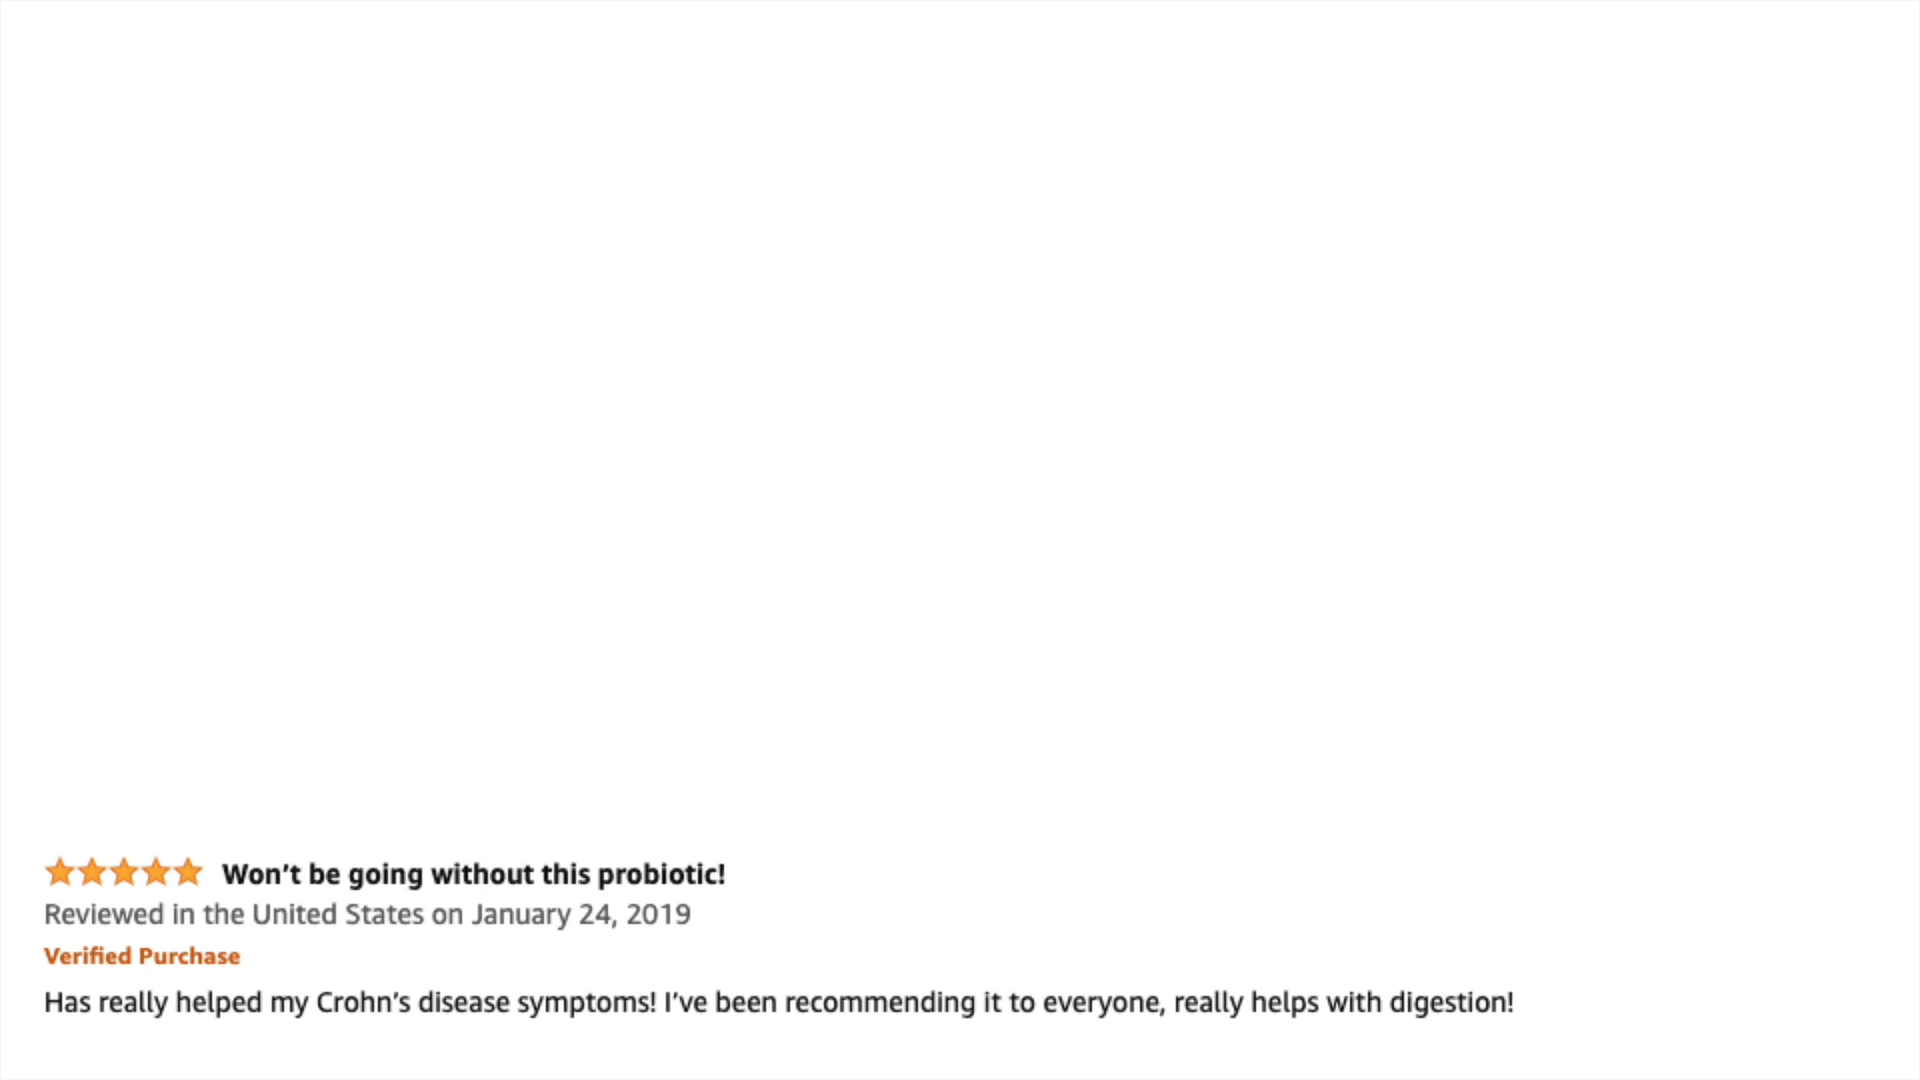 Won’t be going without this probiotic!
Reviewed in the United States on January 24, 2019
Verified Purchase
Has really helped my Crohn’s disease symptoms! I’ve been recommending it to everyone, really helps with digestion!